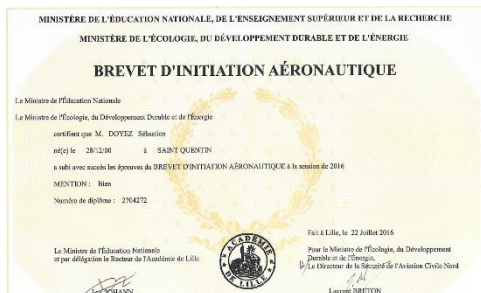 MINISTÈRE DE L'ÉDUCATION NATIONALE, DE L'ENSEIGNEMENT SUPÉRIEUR ET DE LA RECHERCHE
MINISTÈRE DE L'ÉCOLOGIE, DU DÉVELOPPEMENT DURABLE ET DE L'ÉNERGIE
BREVET D'INITIATION AÉRONAUTIQUE
Le Ministre de l'Éducation Nationale
Le Ministre de l'Écologie, du Développement Durable et de l'Énergie
certifient que M. DOYEZ Sébastien
né(e) le 28/12/00 à SAINT QUENTIN
a subi avec succès les épreuves du BREVET D'INITIATION AÉRONAUTIQUE à la session de 2016
MENTION : Bien
Numéro de diplôme : 2704272
Fait à Lille, le 22 Juillet 2016
Le Ministre de l'Éducation Nationale
et par délégation le Recteur de l'Académie de Lille
ACADÉMIE DE LILLE
Pour le Ministre de l'Écologie, du Développement
Durable et de l'Énergie,
Le Directeur de la Sécurité de l'Aviation Civile Nord
Laurent BRETON